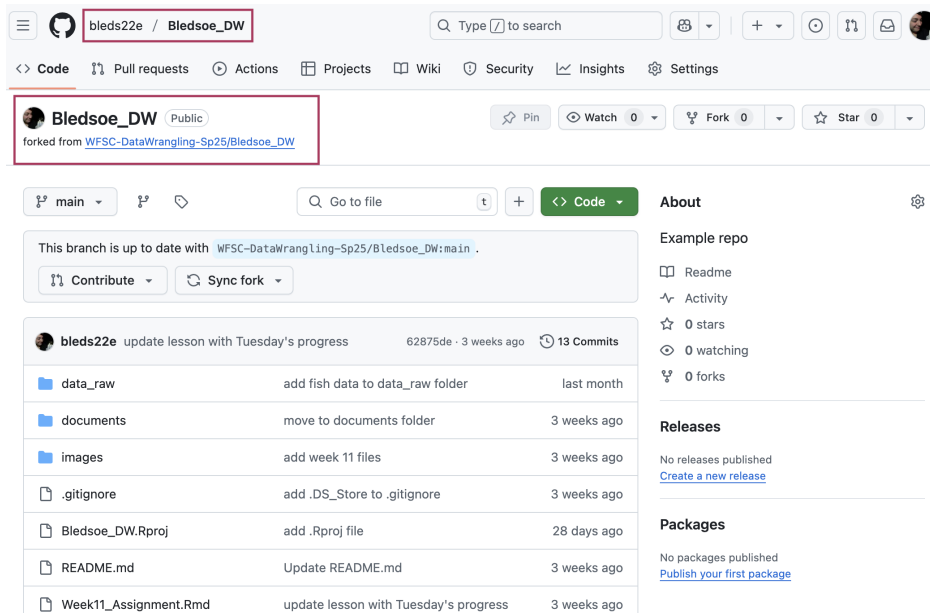 bleds22e / Bledsoe_DW
Type / to search
Code Pull requests Actions Projects Wiki Security Insights Settings
Bledsoe_DW Public
forked from WFSC-DataWrangling-Sp25/Bledsoe_DW
Pin Watch 0 Fork 0 Star 0
main Go to file t + Code
This branch is up to date with WFSC-DataWrangling-Sp25/Bledsoe_DW:main .
Contribute Sync fork
bleds22e update lesson with Tuesday's progress 62875de · 3 weeks ago 13 Commits
data_raw add fish data to data_raw folder last month
documents move to documents folder 3 weeks ago
images add week 11 files 3 weeks ago
.gitignore add .DS_Store to .gitignore 3 weeks ago
Bledsoe_DW.Rproj add .Rproj file 28 days ago
README.md Update README.md 3 weeks ago
Week11_Assignment.Rmd update lesson with Tuesday's progress 3 weeks ago
About
Example repo
Readme
Activity
0 stars
0 watching
0 forks
Releases
No releases published
Create a new release
Packages
No packages published
Publish your first package